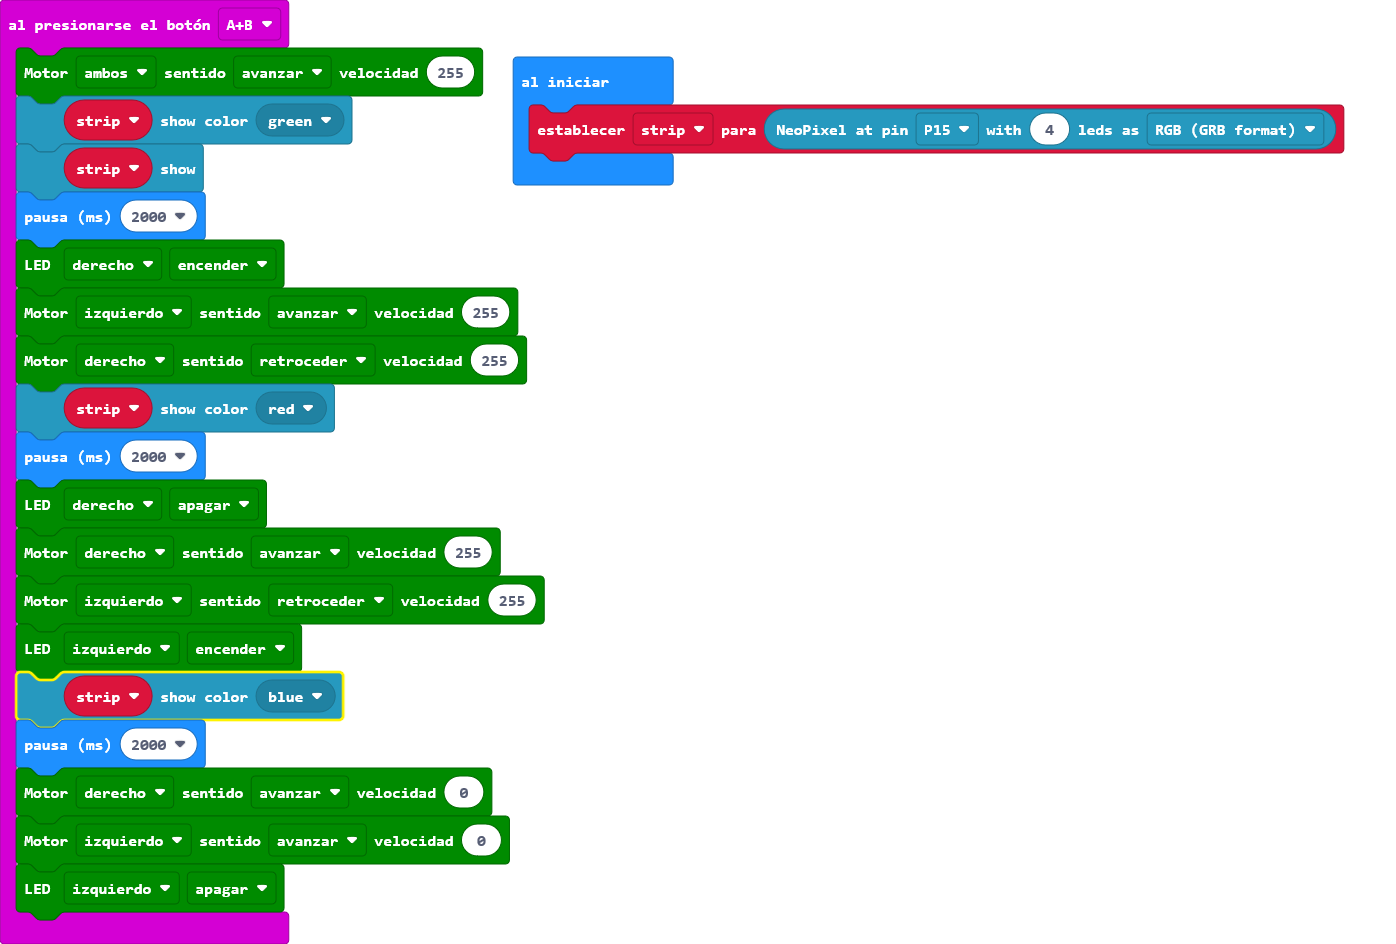 al presionarse el botón A+B
Motor ambos sentido avanzar velocidad 255
strip show color green
strip show
pausa (ms) 2000
LED derecho encender
Motor izquierdo sentido avanzar velocidad 255
Motor derecho sentido retroceder velocidad 255
strip show color red
pausa (ms) 2000
LED derecho apagar
Motor derecho sentido avanzar velocidad 255
Motor izquierdo sentido retroceder velocidad 255
LED izquierdo encender
strip show color blue
pausa (ms) 2000
Motor derecho sentido avanzar velocidad 0
Motor izquierdo sentido avanzar velocidad 0
LED izquierdo apagar
al iniciar
establecer strip para NeoPixel at pin P15 with 4 leds as RGB (GRB format)